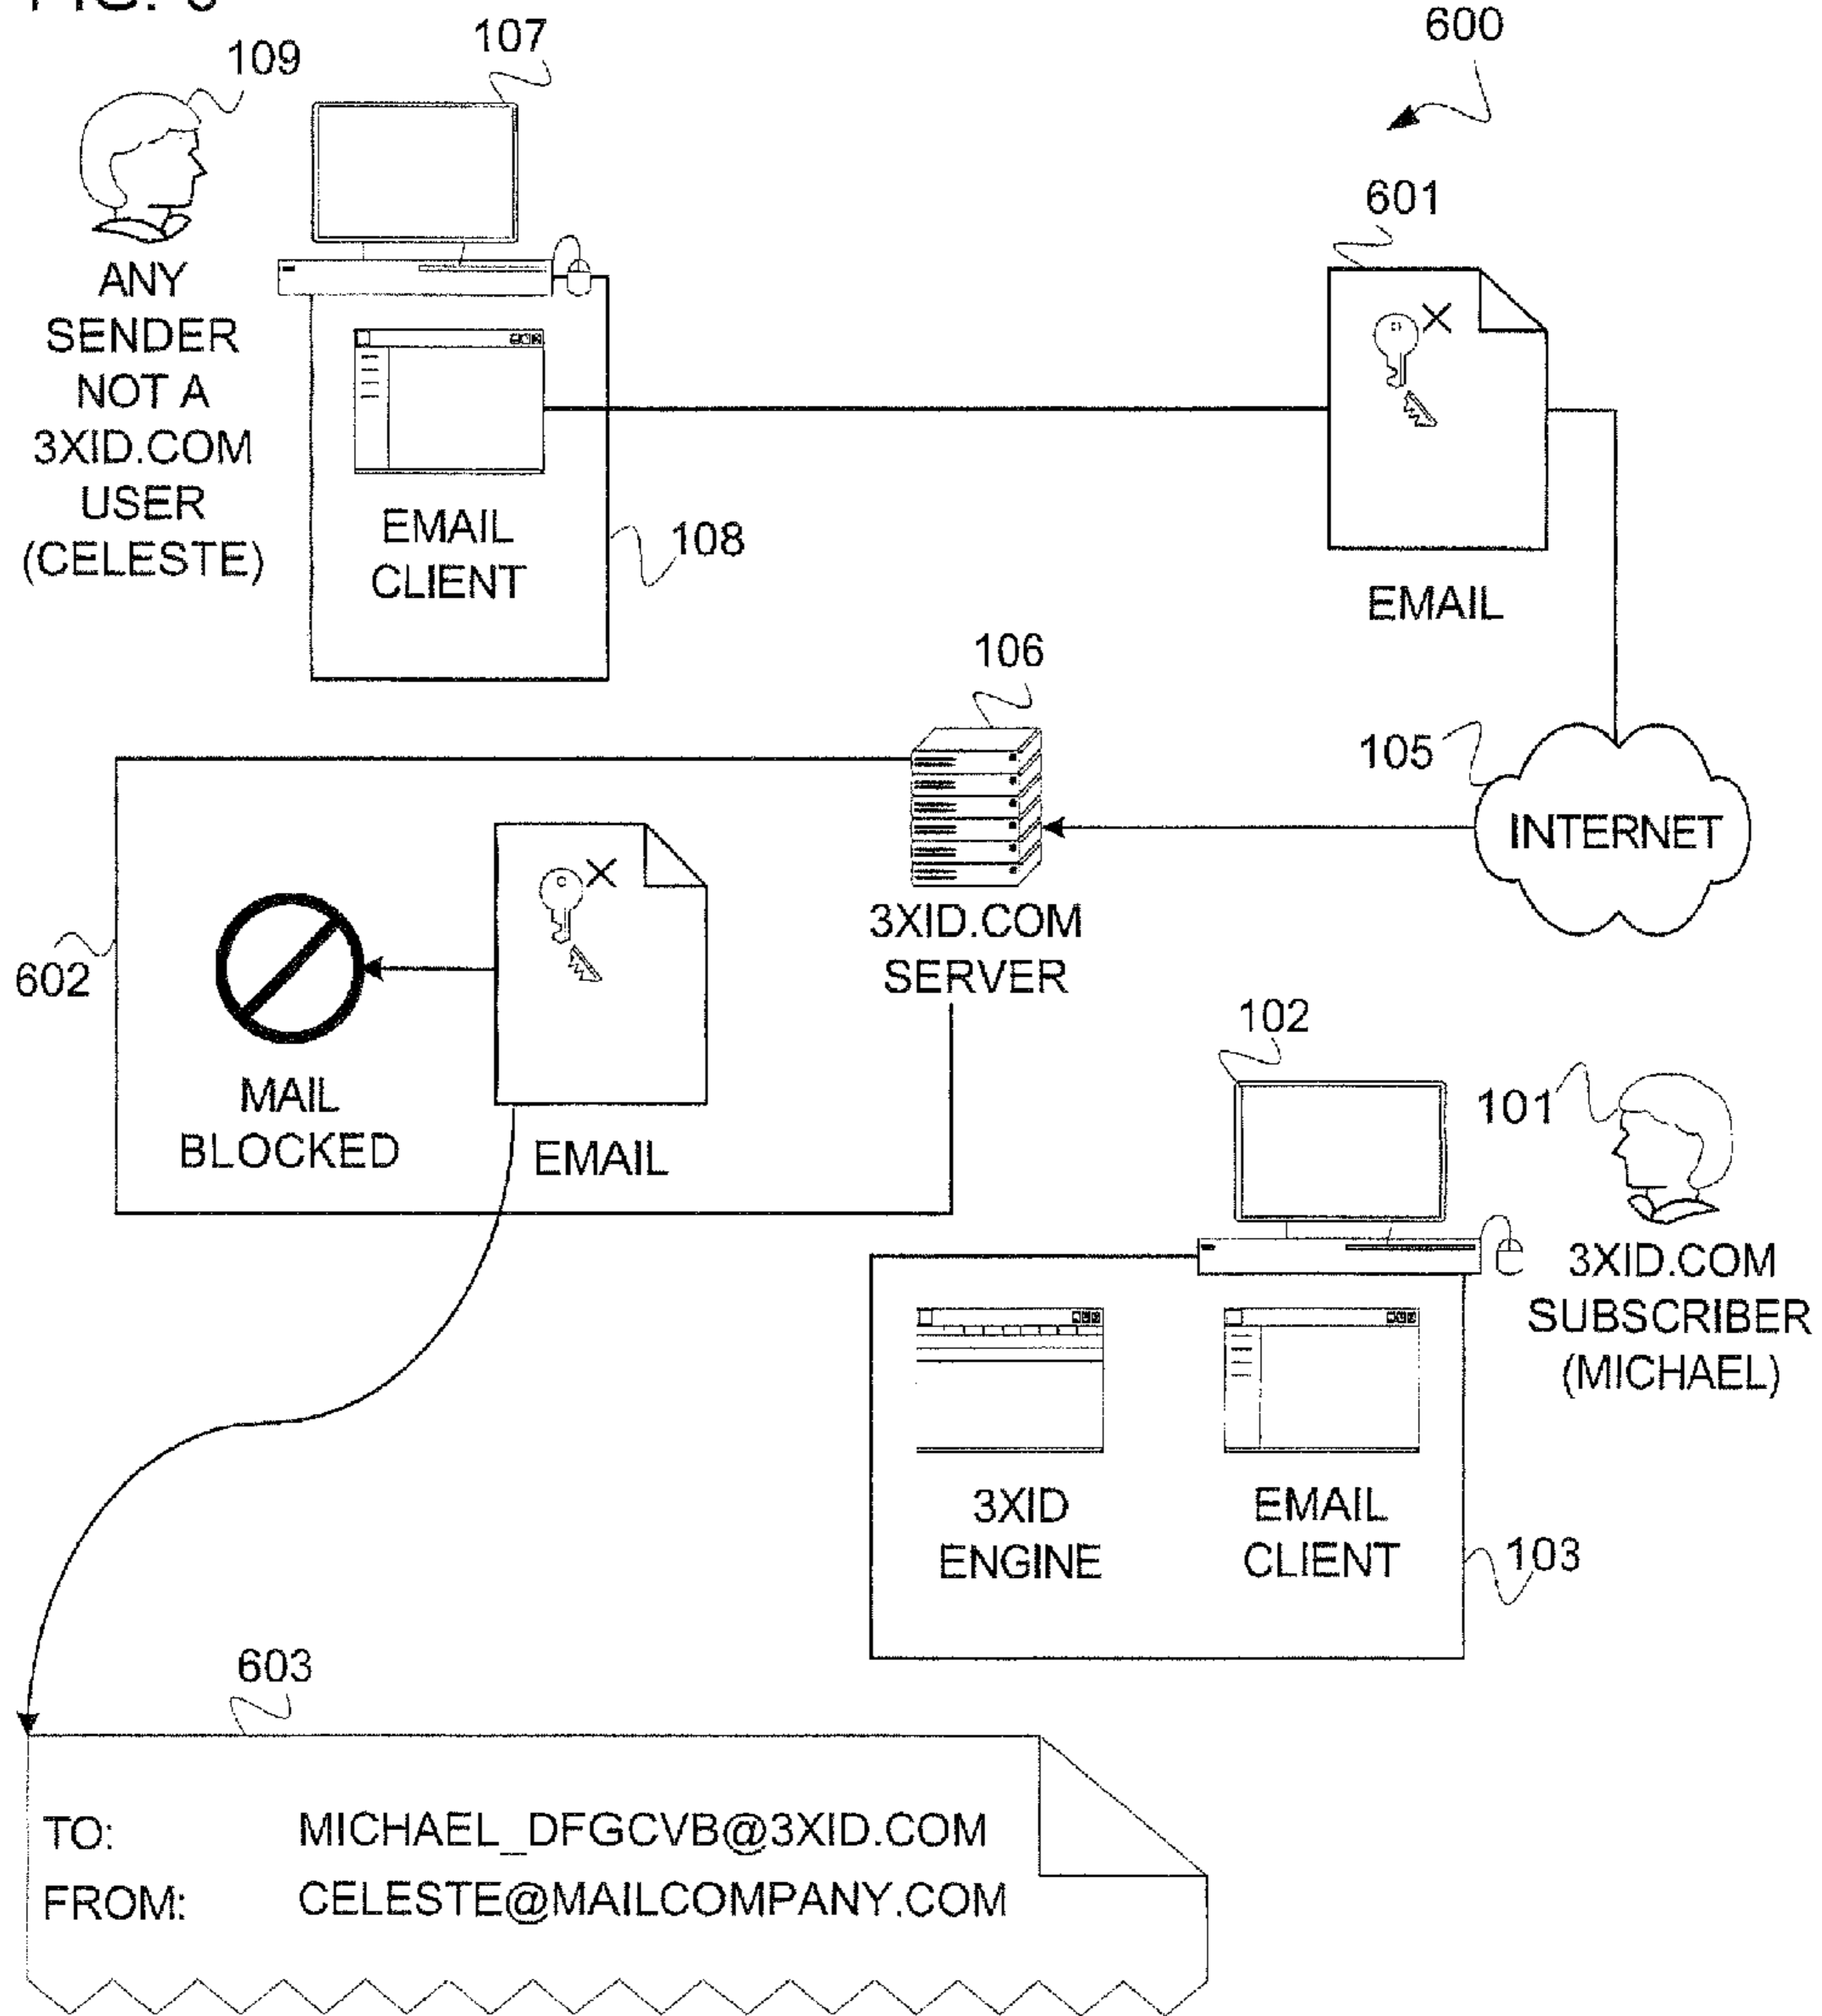 FIG. 6
109
107
600
601
ANY
SENDER
NOT A
3XID.COM
USER
(CELESTE)
EMAIL
CLIENT
108
EMAIL
106
105
INTERNET
3XID.COM
SERVER
602
MAIL
BLOCKED
EMAIL
102
101
3XID.COM
SUBSCRIBER
(MICHAEL)
3XID
ENGINE
EMAIL
CLIENT
103
603
TO: MICHAEL_DFGCVB@3XID.COM
FROM: CELESTE@MAILCOMPANY.COM